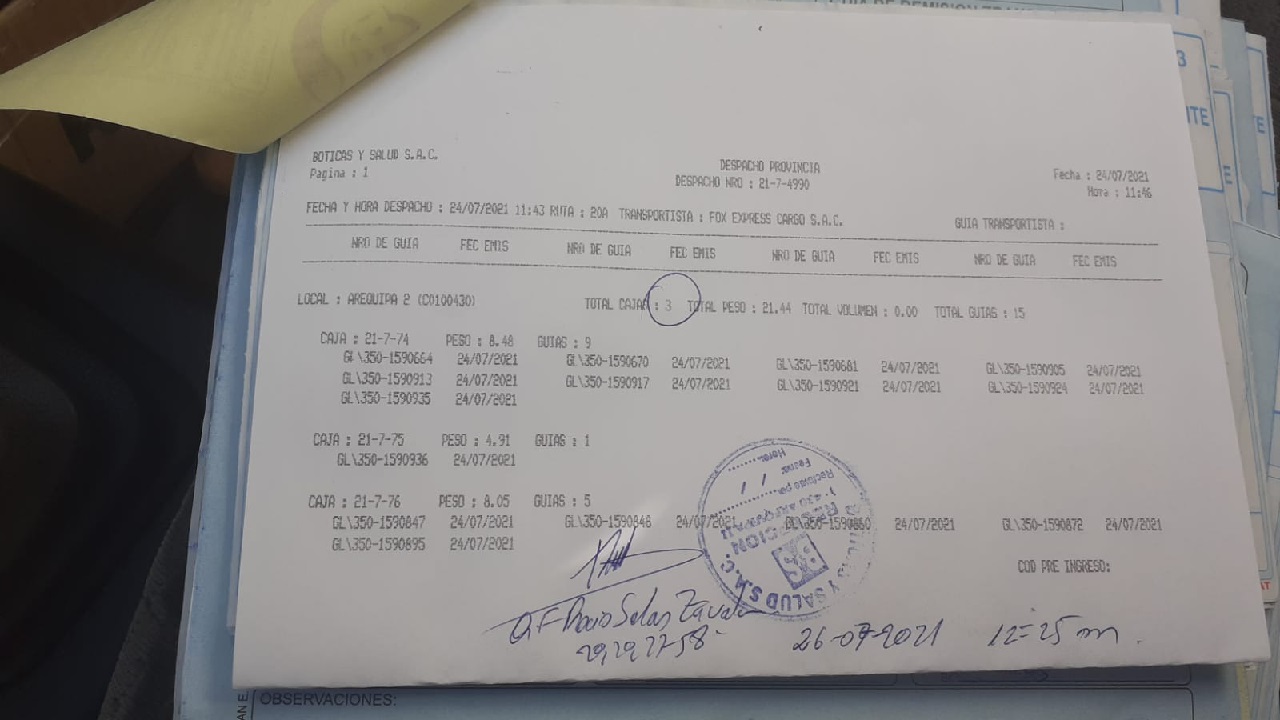 BOTICAS Y SALUD S.A.C.
Pagina : 1
DESPACHO PROVINCIA
DESPACHO NRO : 21-7-4990
Fecha : 24/07/2021
Hora : 11:46
FECHA Y HORA DESPACHO : 24/07/2021 11:43 RUTA : 20A TRANSPORTISTA : FOX EXPRESS CARGO S.A.C. GUIA TRANSPORTISTA :
NRO DE GUIA FEC EMIS NRO DE GUIA FEC EMIS NRO DE GUIA FEC EMIS NRO DE GUIA FEC EMIS
LOCAL : AREQUIPA 2 (C0100430) TOTAL CAJAS : 3 TOTAL PESO : 21.44 TOTAL VOLUMEN : 0.00 TOTAL GUIAS : 15
CAJA : 21-7-74 PESO : 8.48 GUIAS : 9
GL\350-1590664 24/07/2021 GL\350-1590670 24/07/2021 GL\350-1590681 24/07/2021 GL\350-1590905 24/07/2021
GL\350-1590913 24/07/2021 GL\350-1590917 24/07/2021 GL\350-1590921 24/07/2021 GL\350-1590924 24/07/2021
GL\350-1590935 24/07/2021
CAJA : 21-7-75 PESO : 4.91 GUIAS : 1
GL\350-1590936 24/07/2021
CAJA : 21-7-76 PESO : 8.05 GUIAS : 5
GL\350-1590847 24/07/2021 GL\350-1590848 24/07/2021 GL\350-1590860 24/07/2021 GL\350-1590872 24/07/2021
GL\350-1590895 24/07/2021
COD PRE INGRESO:
BOTICAS Y SALUD S.A.C.
RECEPCION
Recibido por:
Fecha:
Hora:
QF Rocio Salas Zavala
29292758
26-07-2021 12:25 m
OBSERVACIONES: